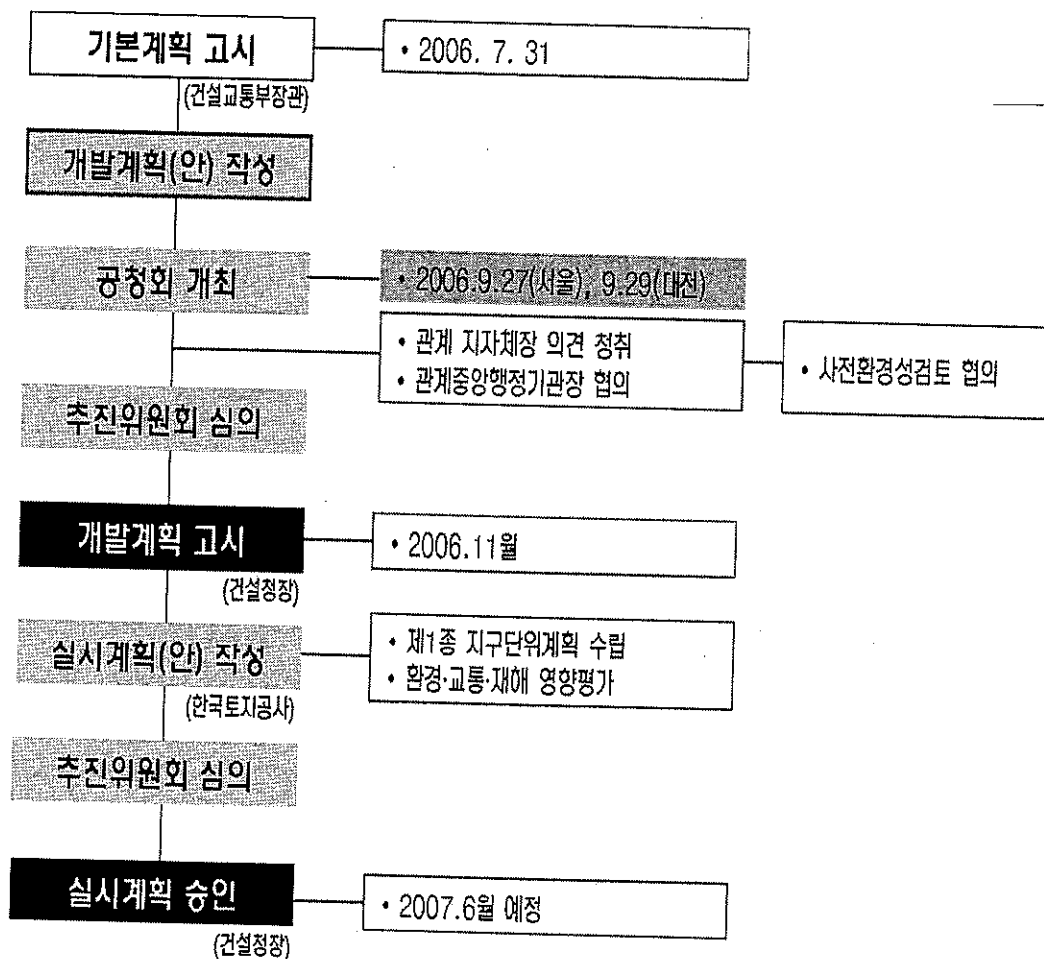 기본계획 고시
• 2006. 7. 31
(건설교통부장관)
개발계획(안) 작성
공청회 개최
• 2006.9.27(서울), 9.29(대전)
• 관계 지자체장 의견 청취
• 관계중앙행정기관장 협의
• 사전환경성검토 협의
추진위원회 심의
개발계획 고시
• 2006.11월
(건설청장)
실시계획(안) 작성
• 제1종 지구단위계획 수립
• 환경·교통·재해 영향평가
(한국토지공사)
추진위원회 심의
실시계획 승인
• 2007.6월 예정
(건설청장)